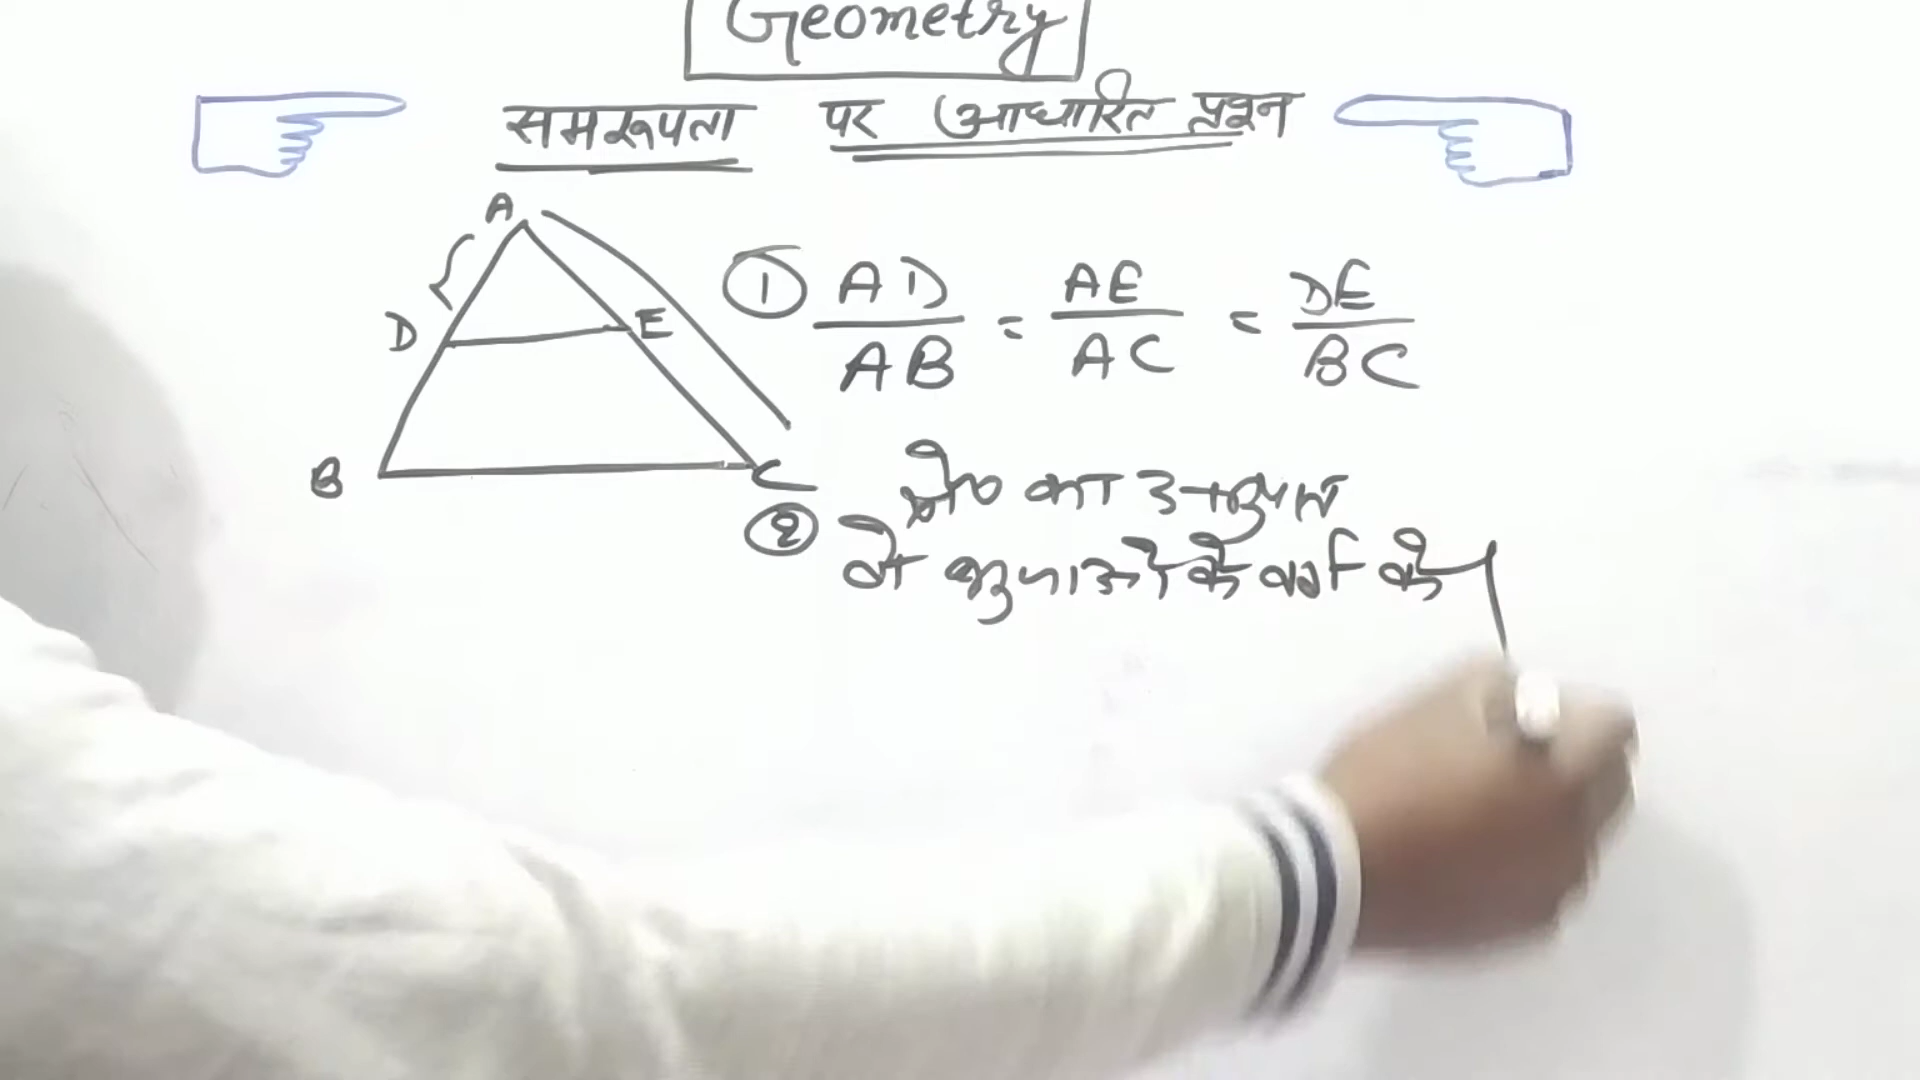 Geometry
समरूपता पर आधारित प्रश्न
A
D E
B C
① AD/AB = AE/AC = DE/BC
क्षे० का अनुपात
② दो भुजाओं के वर्ग के